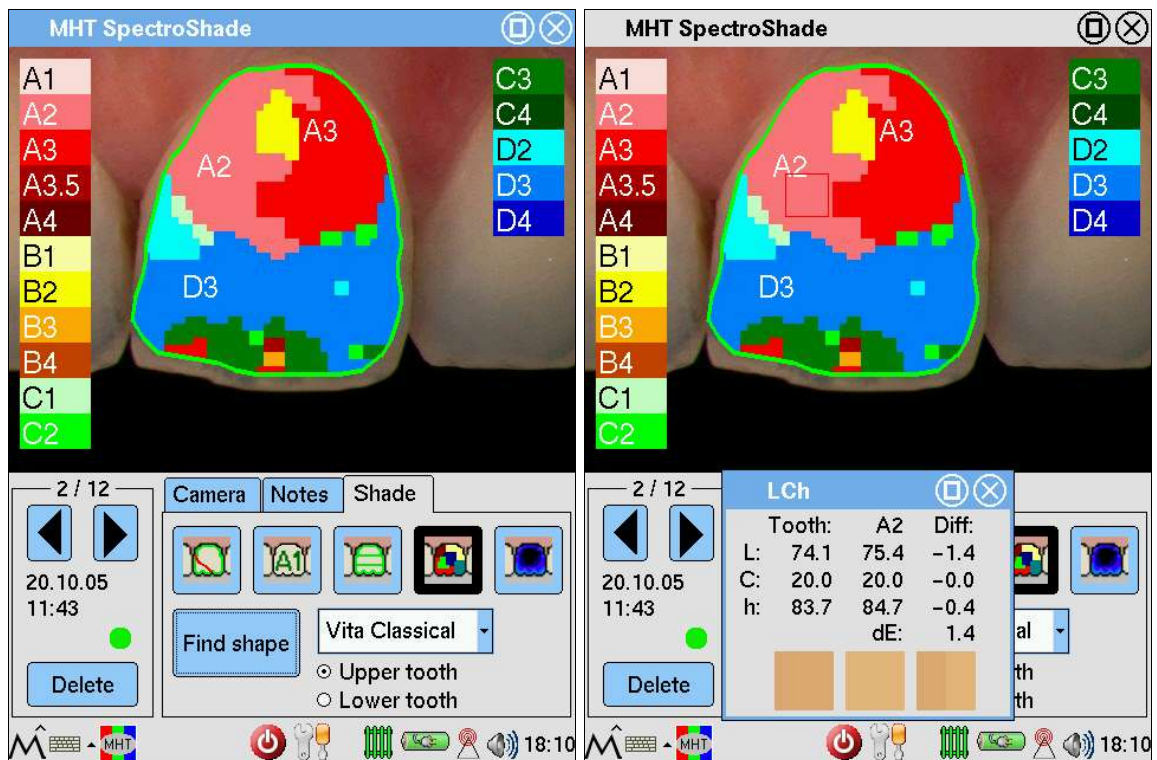 MHT SpectroShade
A1
A2
A3
A3.5
A4
B1
B2
B3
B4
C1
C2
C3
C4
D2
D3
D4
A3
A2
D3
2 / 12
20.10.05
11:43
Delete
Camera Notes Shade
A1
Find shape
Vita Classical
Upper tooth
Lower tooth
MHT
18:10
MHT SpectroShade
A1
A2
A3
A3.5
A4
B1
B2
B3
B4
C1
C2
C3
C4
D2
D3
D4
A3
A2
D3
2 / 12
20.10.05
11:43
Delete
LCh
Tooth: A2 Diff:
L: 74.1 75.4 −1.4
C: 20.0 20.0 −0.0
h: 83.7 84.7 −0.4
dE: 1.4
al
th
th
MHT
18:10